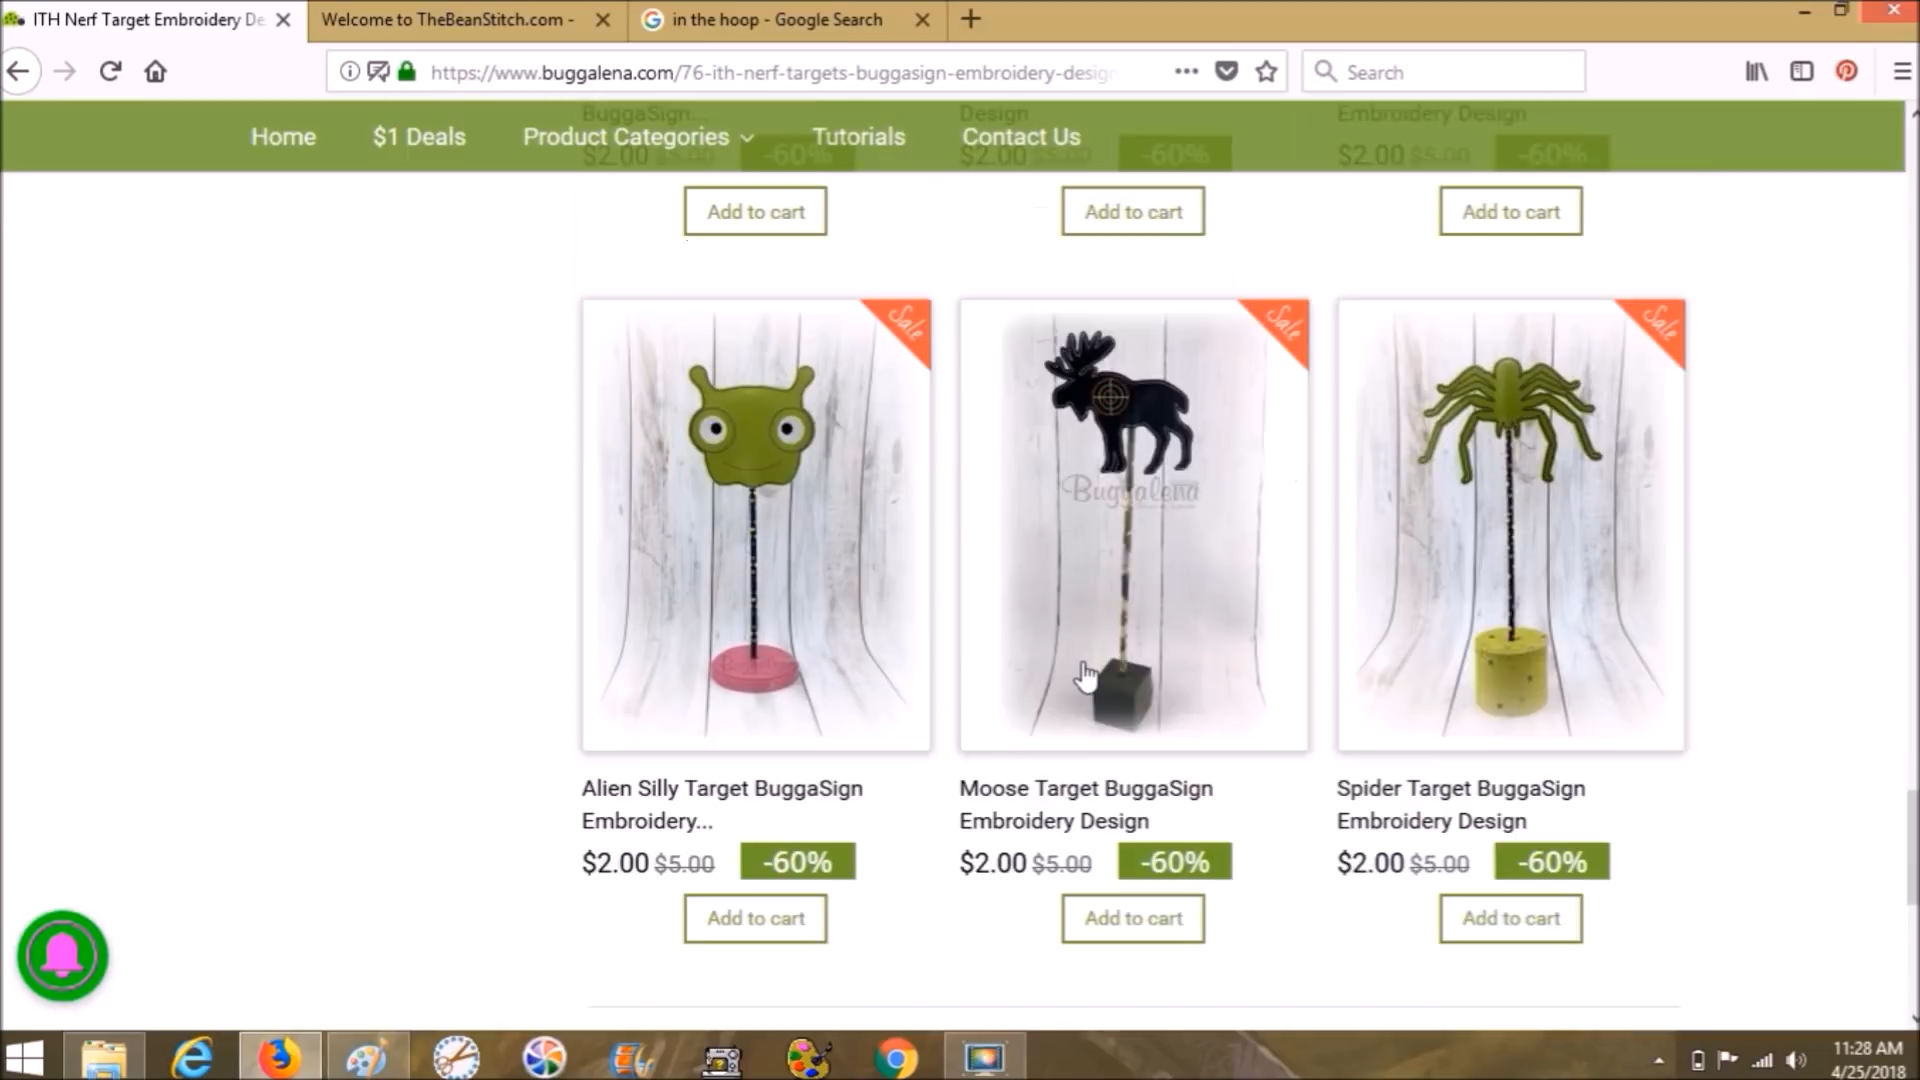 ITH Nerf Target Embroidery De
Welcome to TheBeanStitch.com -
in the hoop - Google Search
https://www.buggalena.com/76-ith-nerf-targets-buggasign-embroidery-design
Search
BuggaSign...
Design
Embroidery Design
Home
$1 Deals
Product Categories
Tutorials
Contact Us
$2.00 $5.00 -60%
$2.00 $5.00 -60%
$2.00 $5.00 -60%
Add to cart
Add to cart
Add to cart
Sale
Sale
Sale
Buggalena
Alien Silly Target BuggaSign
Embroidery...
Moose Target BuggaSign
Embroidery Design
Spider Target BuggaSign
Embroidery Design
$2.00 $5.00 -60%
$2.00 $5.00 -60%
$2.00 $5.00 -60%
Add to cart
Add to cart
Add to cart
11:28 AM
4/25/2018